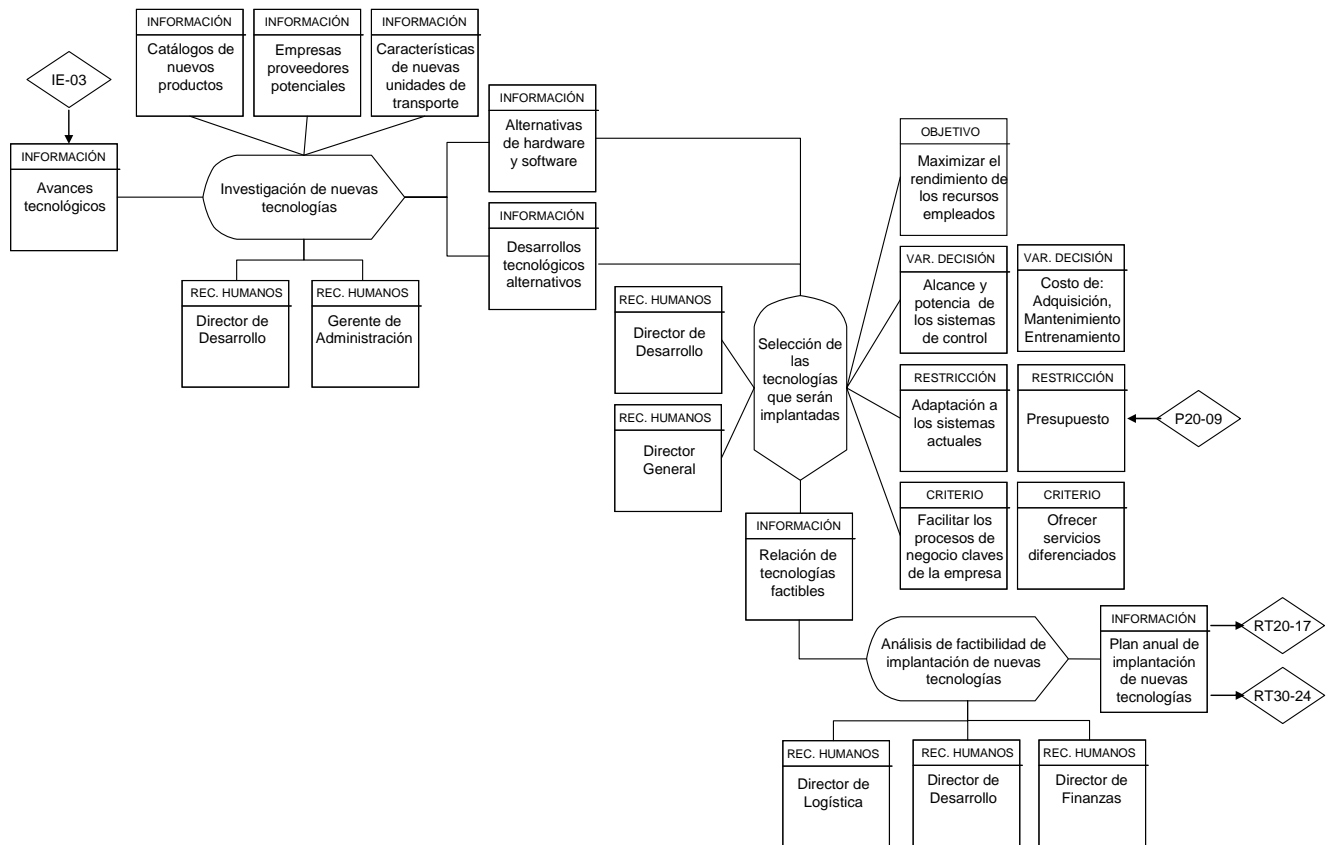 INFORMACIÓN
Catálogos de
nuevos
productos
INFORMACIÓN
Empresas
proveedores
potenciales
INFORMACIÓN
Características
de nuevas
unidades de
transporte
IE-03
INFORMACIÓN
Avances
tecnológicos
Investigación de nuevas
tecnologías
REC. HUMANOS
Director de
Desarrollo
REC. HUMANOS
Gerente de
Administración
INFORMACIÓN
Alternativas
de hardware
y software
INFORMACIÓN
Desarrollos
tecnológicos
alternativos
REC. HUMANOS
Director de
Desarrollo
REC. HUMANOS
Director
General
Selección de
las
tecnologías
que serán
implantadas
OBJETIVO
Maximizar el
rendimiento de
los recursos
empleados
VAR. DECISIÓN
Alcance y
potencia de
los sistemas
de control
VAR. DECISIÓN
Costo de:
Adquisición,
Mantenimiento
Entrenamiento
RESTRICCIÓN
Adaptación a
los sistemas
actuales
RESTRICCIÓN
Presupuesto
P20-09
CRITERIO
Facilitar los
procesos de
negocio claves
de la empresa
CRITERIO
Ofrecer
servicios
diferenciados
INFORMACIÓN
Relación de
tecnologías
factibles
Análisis de factibilidad de
implantación de nuevas
tecnologías
INFORMACIÓN
Plan anual de
implantación
de nuevas
tecnologías
RT20-17
RT30-24
REC. HUMANOS
Director de
Logística
REC. HUMANOS
Director de
Desarrollo
REC. HUMANOS
Director de
Finanzas